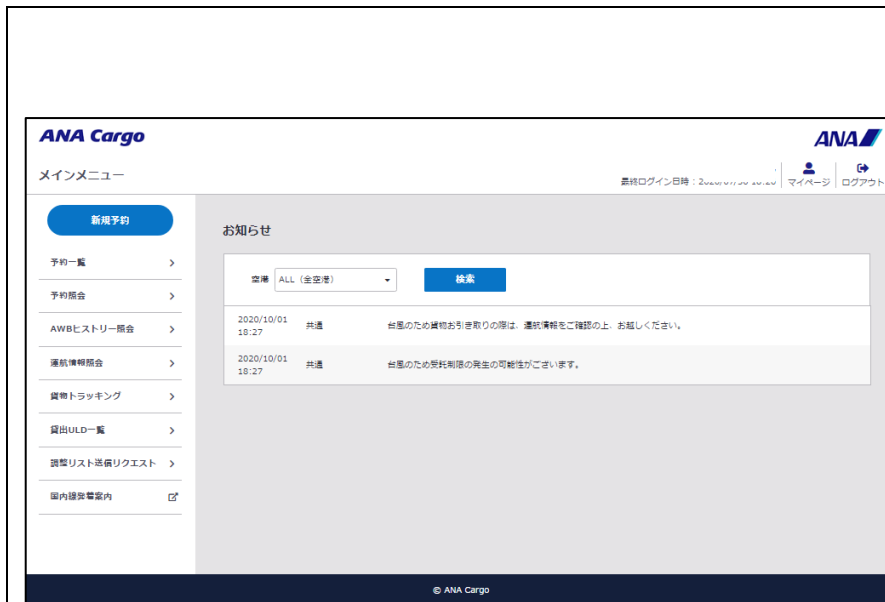 ANA Cargo
ANA
メインメニュー
最終ログイン日時：
マイページ
ログアウト
新規予約
予約一覧
予約照会
AWBヒストリー照会
運航情報照会
貨物トラッキング
貸出ULD一覧
調整リスト送信リクエスト
国内線発着案内
お知らせ
空港 ALL（全空港） 検索
2020/10/01
18:27
共通
台風のため貨物お引き取りの際は、運航情報をご確認の上、お越しください。
2020/10/01
18:27
共通
台風のため受託制限の発生の可能性がございます。
© ANA Cargo